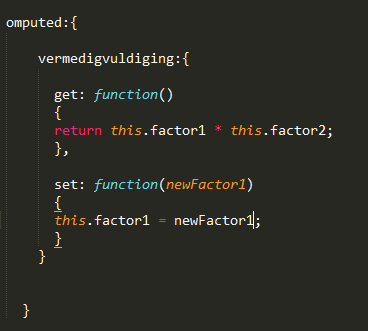 omputed:{
vermedigvuldiging:{
get: function()
{
return this.factor1 * this.factor2;
},
set: function(newFactor1)
{
this.factor1 = newFactor1;
}
}
}